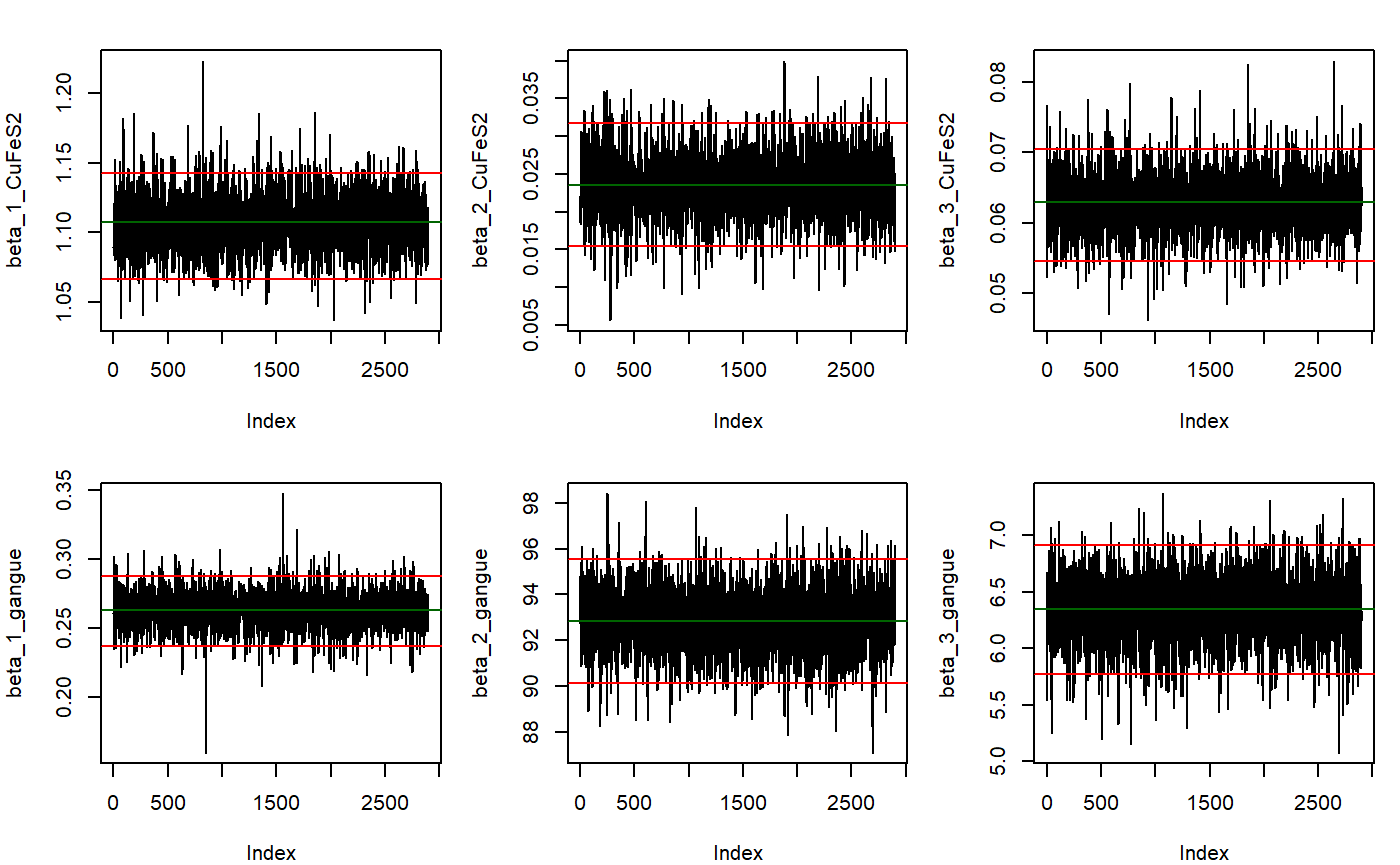 beta_1_CuFeS2
1.05 1.10 1.15 1.20
0 500 1500 2500
Index
beta_2_CuFeS2
0.005 0.015 0.025 0.035
0 500 1500 2500
Index
beta_3_CuFeS2
0.05 0.06 0.07 0.08
0 500 1500 2500
Index
beta_1_gangue
0.20 0.25 0.30 0.35
0 500 1500 2500
Index
beta_2_gangue
88 90 92 94 96 98
0 500 1500 2500
Index
beta_3_gangue
5.0 5.5 6.0 6.5 7.0
0 500 1500 2500
Index